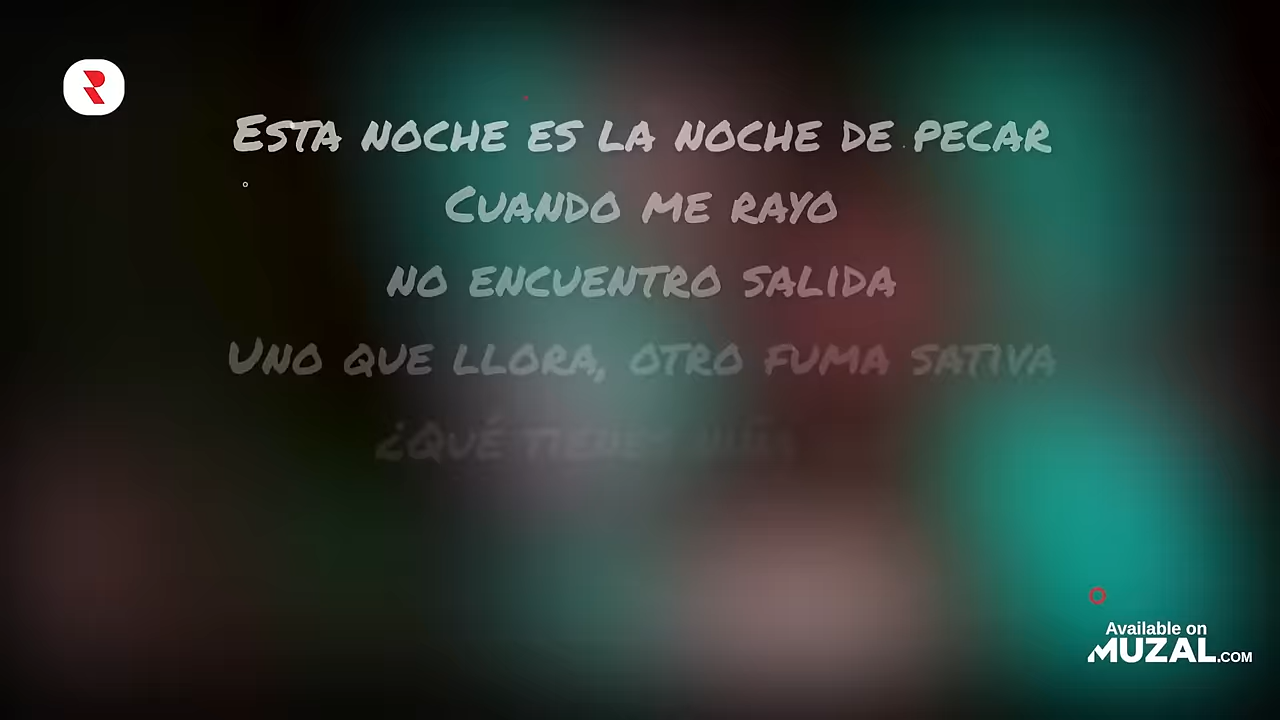 Esta noche es la noche de pecar
Cuando me rayo
no encuentro salida
Uno que llora, otro fuma sativa
¿Qué tienes
Available on
MUZAL.COM